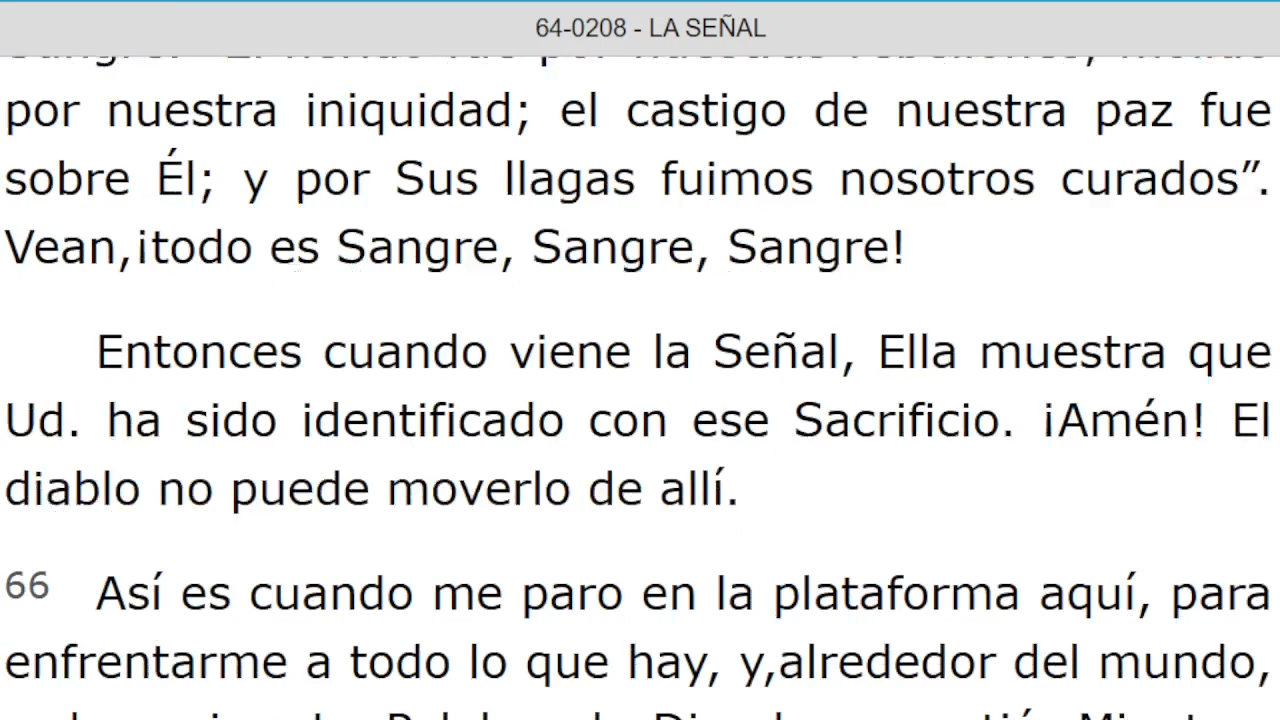 64-0208 - LA SEÑAL
por nuestra iniquidad; el castigo de nuestra paz fue
sobre Él; y por Sus llagas fuimos nosotros curados”.
Vean,¡todo es Sangre, Sangre, Sangre!
Entonces cuando viene la Señal, Ella muestra que
Ud. ha sido identificado con ese Sacrificio. ¡Amén! El
diablo no puede moverlo de allí.
66 Así es cuando me paro en la plataforma aquí, para
enfrentarme a todo lo que hay, y,alrededor del mundo,